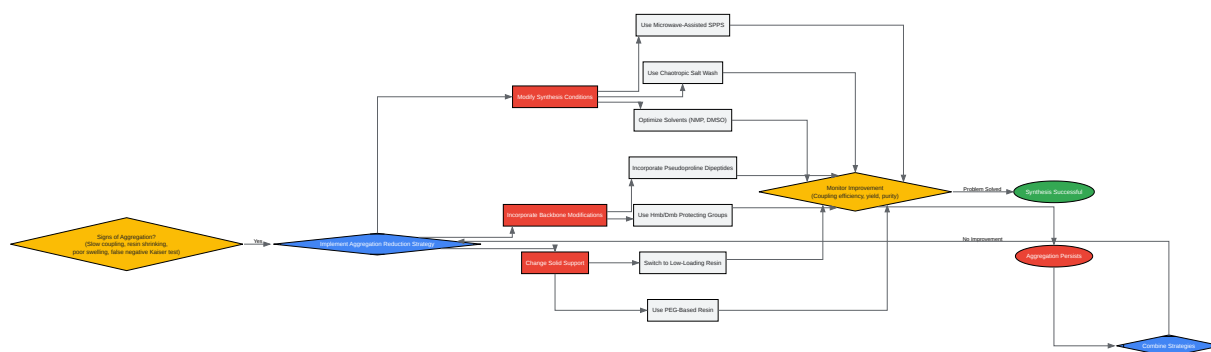 Use Microwave-Assisted SPPS
Use Chaotropic Salt Wash
Modify Synthesis Conditions
Optimize Solvents (NMP, DMSO)
Incorporate Pseudoproline Dipeptides
Monitor Improvement
(Coupling efficiency, yield, purity)
Problem Solved
Synthesis Successful
Incorporate Backbone Modifications
Use Hmb/Dmb Protecting Groups
Signs of Aggregation?
(Slow coupling, resin shrinking,
poor swelling, false negative Kaiser test)
Yes
Implement Aggregation Reduction Strategy
No Improvement
Change Solid Support
Switch to Low-Loading Resin
Aggregation Persists
Use PEG-Based Resin
Combine Strategies